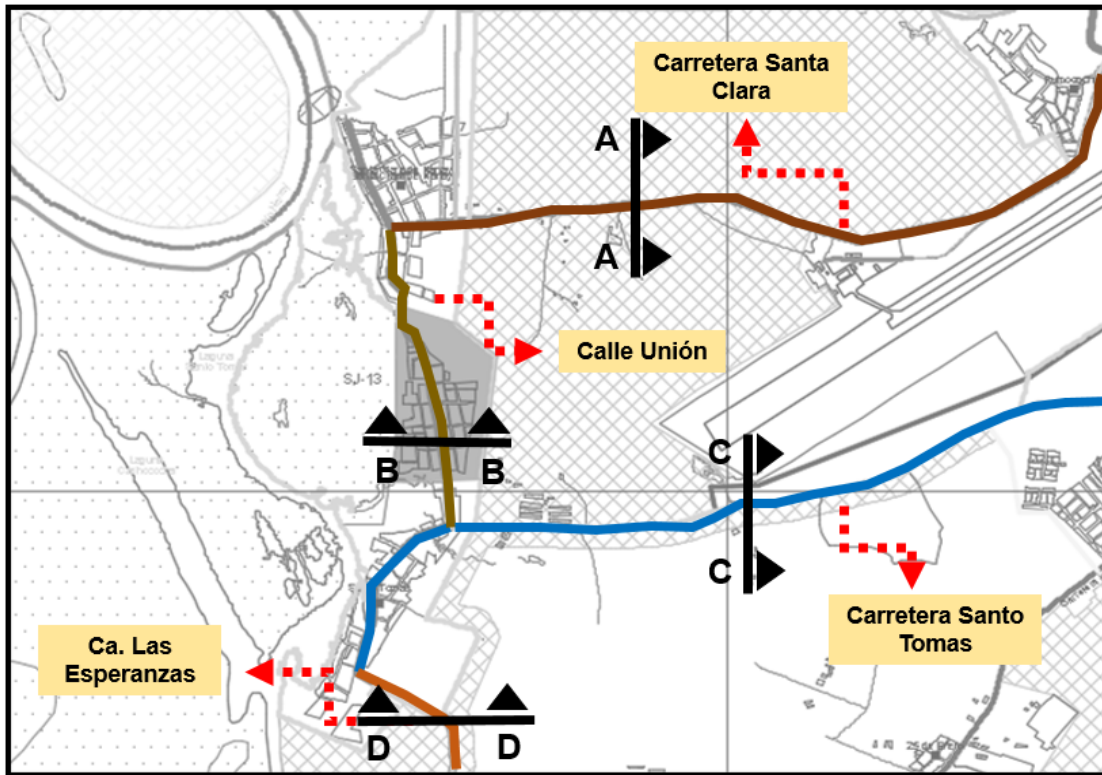 Carretera Santa
Clara
A
A
Calle Unión
SJ-13
B
B
C
C
Carretera Santo
Tomas
Ca. Las
Esperanzas
D
D